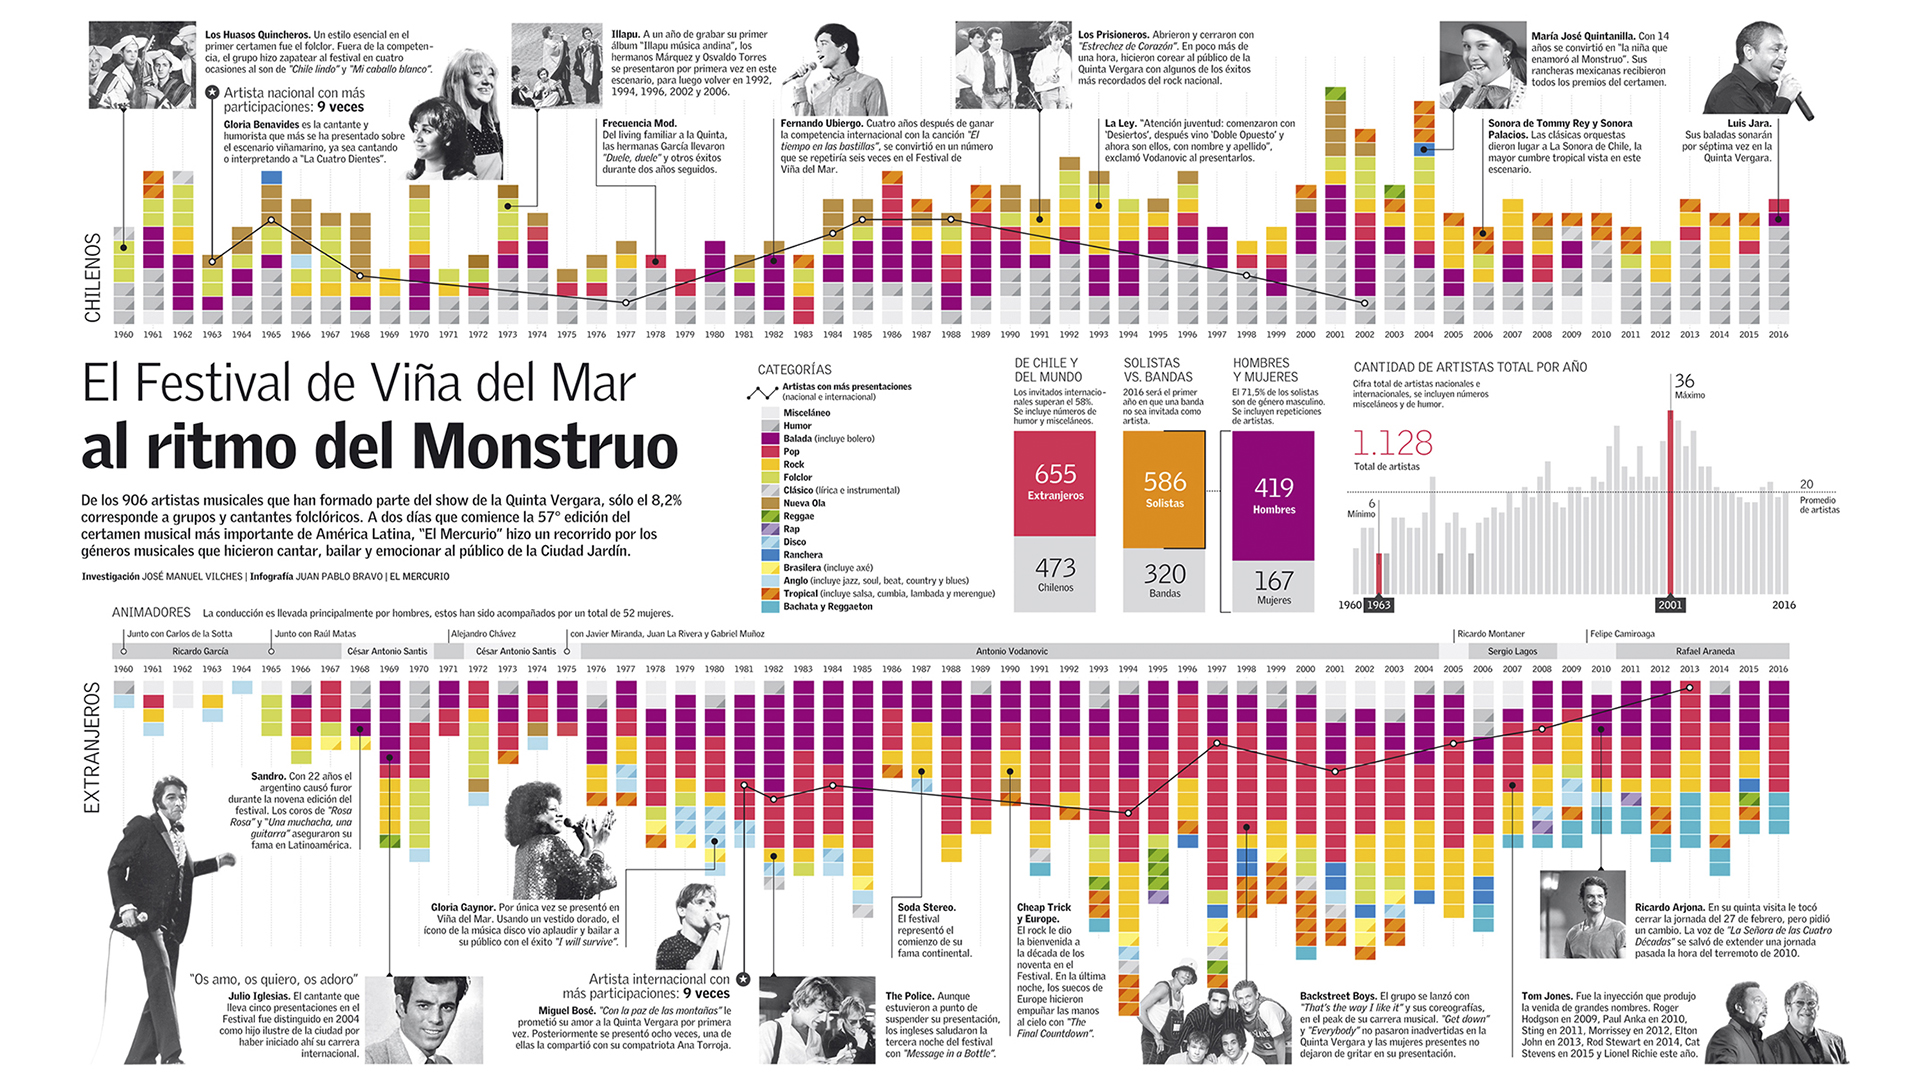 Los Huasos Quincheros. Un estilo esencial en el
primer certamen fue el folclor. Fuera de la competen-
cia, el grupo hizo zapatear al festival en cuatro
ocasiones al son de "Chile lindo" y "Mi caballo blanco".
Artista nacional con más
participaciones: 9 veces
Gloria Benavides es la cantante y
humorista que más se ha presentado sobre
el escenario viñamarino, ya sea cantando
o interpretando a "La Cuatro Dientes".
Illapu. A un año de grabar su primer
álbum "Illapu música andina", los
hermanos Márquez y Osvaldo Torres
se presentaron por primera vez en este
escenario, para luego volver en 1992,
1994, 1996, 2002 y 2006.
Frecuencia Mod.
Del living familiar a la Quinta,
las hermanas García llevaron
"Duele, duele" y otros éxitos
durante dos años seguidos.
Fernando Ubiergo. Cuatro años después de ganar
la competencia internacional con la canción "El
tiempo en las bastillas", se convirtió en un número
que se repetiría seis veces en el Festival de
Viña del Mar.
Los Prisioneros. Abrieron y cerraron con
"Estrechez de Corazón". En poco más de
una hora, hicieron corear al público de la
Quinta Vergara con algunos de los éxitos
más recordados del rock nacional.
La Ley. "Atención juventud: comenzaron con
'Desiertos', después vino 'Doble Opuesto' y
ahora son ellos, con nombre y apellido",
exclamó Vodanovic al presentarlos.
María José Quintanilla. Con 14
años se convirtió en "la niña que
enamoró al Monstruo". Sus
rancheras mexicanas recibieron
todos los premios del certamen.
Sonora de Tommy Rey y Sonora
Palacios. Las clásicas orquestas
dieron lugar a La Sonora de Chile, la
mayor cumbre tropical vista en este
escenario.
Luis Jara.
Sus baladas sonarán
por séptima vez en la
Quinta Vergara.
CHILENOS
1960 1961 1962 1963 1964 1965 1966 1967 1968 1969 1970 1971 1972 1973 1974 1975 1976 1977 1978 1979 1980 1981 1982 1983 1984 1985 1986 1987 1988 1989 1990 1991 1992 1993 1994 1995 1996 1997 1998 1999 2000 2001 2002 2003 2004 2005 2006 2007 2008 2009 2010 2011 2012 2013 2014 2015 2016
El Festival de Viña del Mar
al ritmo del Monstruo
De los 906 artistas musicales que han formado parte del show de la Quinta Vergara, sólo el 8,2%
corresponde a grupos y cantantes folclóricos. A dos días que comience la 57° edición del
certamen musical más importante de América Latina, "El Mercurio" hizo un recorrido por los
géneros musicales que hicieron cantar, bailar y emocionar al público de la Ciudad Jardín.
Investigación JOSÉ MANUEL VILCHES | Infografía JUAN PABLO BRAVO | EL MERCURIO
CATEGORÍAS
Artistas con más presentaciones
(nacional e internacional)
Misceláneo
Humor
Balada (incluye bolero)
Pop
Rock
Folclor
Clásico (lírica e instrumental)
Nueva Ola
Reggae
Rap
Disco
Ranchera
Brasilera (incluye axé)
Anglo (incluye jazz, soul, beat, country y blues)
Tropical (incluye salsa, cumbia, lambada y merengue)
Bachata y Reggaeton
DE CHILE Y
DEL MUNDO
Los invitados internacio-
nales superan el 58%.
Se incluye números de
humor y misceláneos.
655
Extranjeros
473
Chilenos
SOLISTAS
VS. BANDAS
2016 será el primer
año en que una banda
no sea invitada como
artista.
586
Solistas
320
Bandas
HOMBRES
Y MUJERES
El 71,5% de los solistas
son de género masculino.
Se incluyen repeticiones
de artistas.
419
Hombres
167
Mujeres
CANTIDAD DE ARTISTAS TOTAL POR AÑO
Cifra total de artistas nacionales e
internacionales, se incluyen números
misceláneos y de humor.
1.128
Total de artistas
6
Mínimo
36
Máximo
20
Promedio
de artistas
1960 1963 2001 2016
ANIMADORES La conducción es llevada principalmente por hombres, estos han sido acompañados por un total de 52 mujeres.
Junto con Carlos de la Sotta
Junto con Raúl Matas
Alejandro Chávez
con Javier Miranda, Juan La Rivera y Gabriel Muñoz
Ricardo Montaner
Felipe Camiroaga
Ricardo García
César Antonio Santis
César Antonio Santis
Antonio Vodanovic
Sergio Lagos
Rafael Araneda
1960 1961 1962 1963 1964 1965 1966 1967 1968 1969 1970 1971 1972 1973 1974 1975 1976 1977 1978 1979 1980 1981 1982 1983 1984 1985 1986 1987 1988 1989 1990 1991 1992 1993 1994 1995 1996 1997 1998 1999 2000 2001 2002 2003 2004 2005 2006 2007 2008 2009 2010 2011 2012 2013 2014 2015 2016
EXTRANJEROS
Sandro. Con 22 años el
argentino causó furor
durante la novena edición del
festival. Los coros de "Rosa
Rosa" y "Una muchacha, una
guitarra" aseguraron su
fama en Latinoamérica.
"Os amo, os quiero, os adoro"
Julio Iglesias. El cantante que
lleva cinco presentaciones en el
Festival fue distinguido en 2004
como hijo ilustre de la ciudad por
haber iniciado ahí su carrera
internacional.
Gloria Gaynor. Por única vez se presentó en
Viña del Mar. Usando un vestido dorado, el
ícono de la música disco vio aplaudir y bailar a
su público con el éxito "I will survive".
Artista internacional con
más participaciones: 9 veces
Miguel Bosé. "Con la paz de las montañas" le
prometió su amor a la Quinta Vergara por primera
vez. Posteriormente se presentó ocho veces, una de
ellas la compartió con su compatriota Ana Torroja.
Soda Stereo.
El festival
representó el
comienzo de su
fama continental.
The Police. Aunque
estuvieron a punto de
suspender su presentación,
los ingleses saludaron la
tercera noche del festival
con "Message in a Bottle".
Cheap Trick
y Europe.
El rock le dio
la bienvenida a
la década de los
noventa en el
Festival. En la última
noche, los suecos de
Europe hicieron
empuñar las manos
al cielo con "The
Final Countdown".
Backstreet Boys. El grupo se lanzó con
"That's the way I like it" y sus coreografías,
en el peak de su carrera musical. "Get down"
y "Everybody" no pasaron inadvertidas en la
Quinta Vergara y las mujeres presentes no
dejaron de gritar en su presentación.
Ricardo Arjona. En su quinta visita le tocó
cerrar la jornada del 27 de febrero, pero pidió
un cambio. La voz de "La Señora de las Cuatro
Décadas" se salvó de extender una jornada
pasada la hora del terremoto de 2010.
Tom Jones. Fue la inyección que produjo
la venida de grandes nombres. Roger
Hodgson en 2009, Paul Anka en 2010,
Sting en 2011, Morrissey en 2012, Elton
John en 2013, Rod Stewart en 2014, Cat
Stevens en 2015 y Lionel Richie este año.